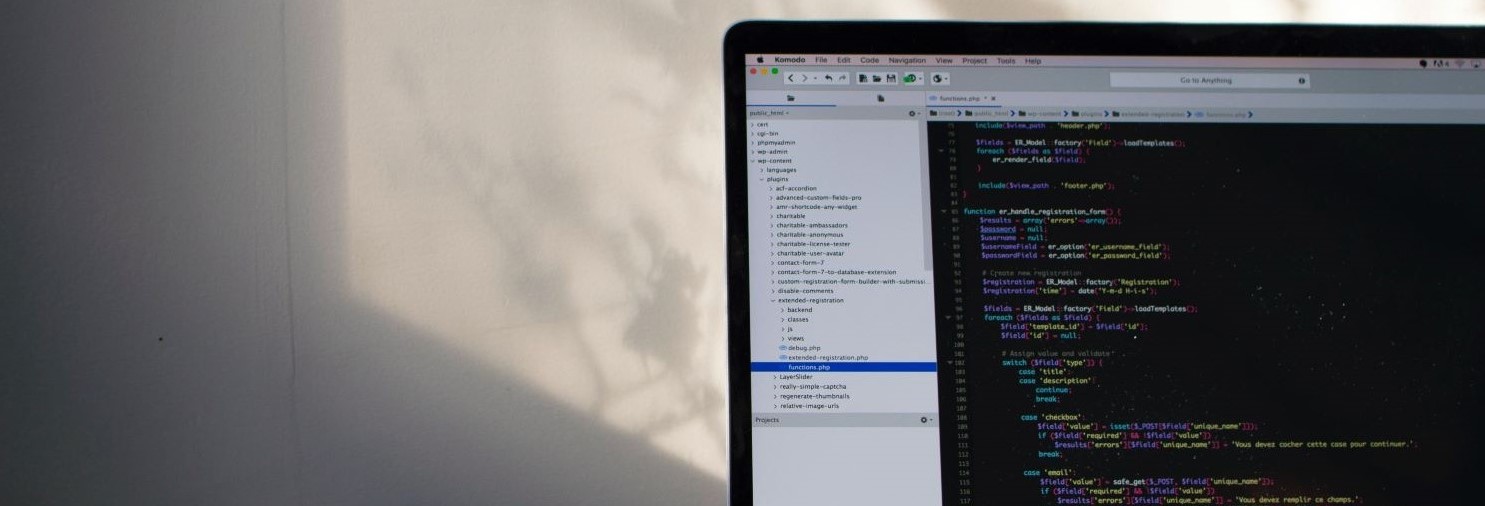 Komodo File Edit Code Navigation View Project Tools Help
Go to Anything
public_html
functions.php
cert
cgi-bin
phpmyadmin
wp-admin
wp-content
languages
plugins
acf-accordion
advanced-custom-fields-pro
amr-shortcode-any-widget
charitable
charitable-ambassadors
charitable-anonymous
charitable-license-tester
charitable-user-avatar
contact-form-7
contact-form-7-to-database-extension
custom-registration-form-builder-with-submissi...
disable-comments
extended-registration
backend
classes
js
views
debug.php
extended-registration.php
functions.php
LayerSlider
really-simple-captcha
regenerate-thumbnails
relative-image-urls
Projects
public_html wp-content plugins extended-registration functions.php
include($view_path . 'header.php');
$fields = ER_Model::factory('Field')->loadTemplates();
foreach ($fields as $field) {
er_render_field($field);
}
include($view_path . 'footer.php');
}
function er_handle_registration_form() {
$results = array('errors'=>array());
$password = null;
$username = null;
$usernameField = er_option('er_username_field');
$passwordField = er_option('er_password_field');
# Create new registration
$registration = ER_Model::factory('Registration');
$registration['time'] = date('Y-m-d H-i-s');
$fields = ER_Model::factory('Field')->loadTemplates();
foreach ($fields as $field) {
$field['template_id'] = $field['id'];
$field['id'] = null;
# Assign value and validate
switch ($field['type']) {
case 'title':
case 'description':
continue;
break;
case 'checkbox':
$field['value'] = isset($_POST[$field['unique_name']]);
if ($field['required'] && !$field['value'])
$results['errors'][$field['unique_name']] = 'Vous devez cocher cette case pour continuer.';
break;
case 'email':
$field['value'] = safe_get($_POST, $field['unique_name']);
if ($field['required'] && !$field['value'])
$results['errors'][$field['unique_name']] = 'Vous devez remplir ce champs.';